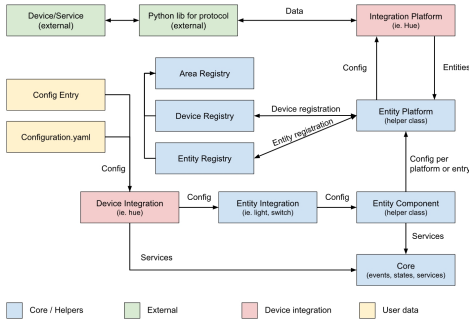 Device/Service
(external)
Python lib for protocol
(external)
Data
Integration Platform
(ie. Hue)
Config
Entities
Area Registry
Config Entry
Device Registry
Device registration
Entity Platform
(helper class)
Configuration.yaml
Entity registration
Entity Registry
Config
Config per
platform or entry
Device Integration
(ie. hue)
Config
Entity Integration
(ie. light, switch)
Config
Entity Component
(helper class)
Services
Services
Core
(events, states, services)
Core / Helpers
External
Device integration
User data